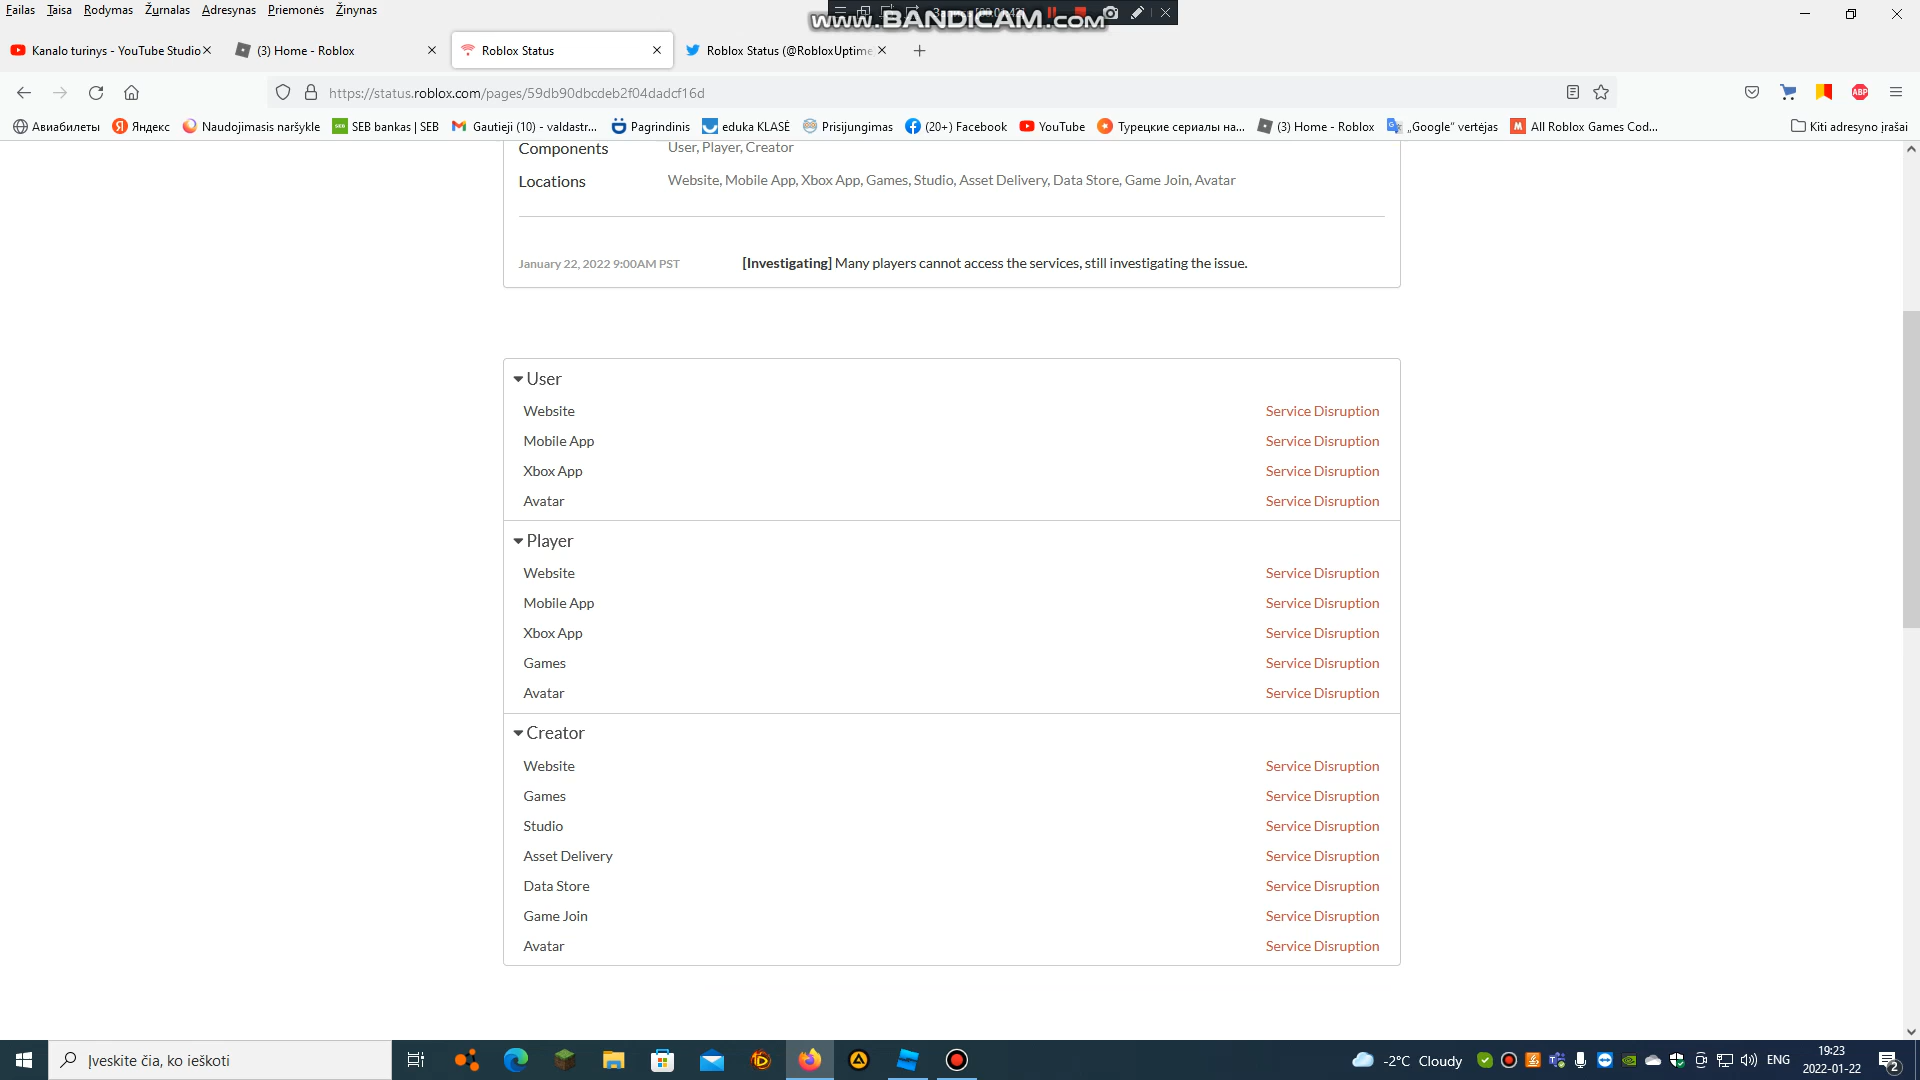 Failas Taisa Rodymas Žurnalas Adresynas Priemonės Žinynas
www.BANDICAM.com
Kanalo turinys - YouTube Studio
(3) Home - Roblox
Roblox Status
Roblox Status (@RobloxUptime
https://status.roblox.com/pages/59db90dbcdeb2f04dadcf16d
ABP
Авиабилеты
Яндекс
Naudojimasis naršykle
SEB bankas | SEB
Gautieji (10) - valdastr...
Pagrindinis
eduka KLASĖ
Prisijungimas
(20+) Facebook
YouTube
Турецкие сериалы на...
(3) Home - Roblox
„Google“ vertėjas
All Roblox Games Cod...
Kiti adresyno įrašai
Components User, Player, Creator
Locations Website, Mobile App, Xbox App, Games, Studio, Asset Delivery, Data Store, Game Join, Avatar
January 22, 2022 9:00AM PST [Investigating] Many players cannot access the services, still investigating the issue.
User
Website Service Disruption
Mobile App Service Disruption
Xbox App Service Disruption
Avatar Service Disruption
Player
Website Service Disruption
Mobile App Service Disruption
Xbox App Service Disruption
Games Service Disruption
Avatar Service Disruption
Creator
Website Service Disruption
Games Service Disruption
Studio Service Disruption
Asset Delivery Service Disruption
Data Store Service Disruption
Game Join Service Disruption
Avatar Service Disruption
Įveskite čia, ko ieškoti
-2°C Cloudy
ENG
19:23
2022-01-22
2